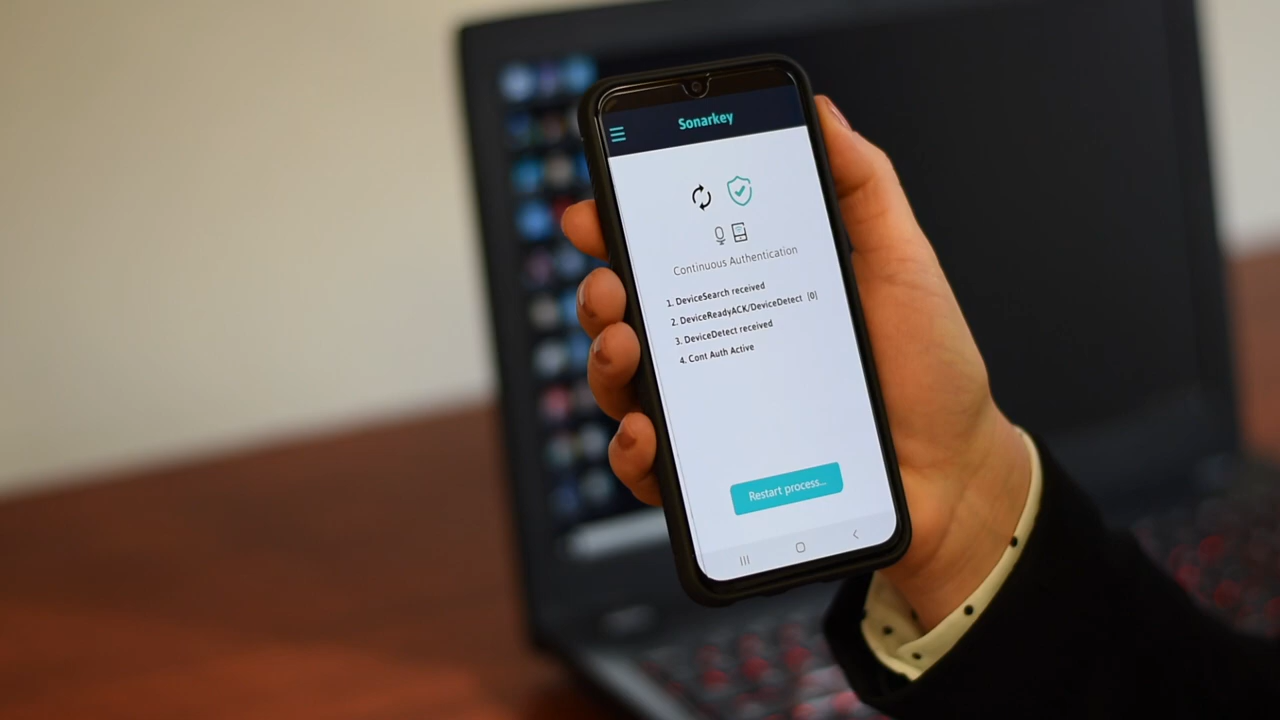 Sonarkey
Continuous Authentication
1. DeviceSearch received
2. DeviceReadyACK/DeviceDetect [0]
3. DeviceDetect received
4. Cont Auth Active
Restart process...